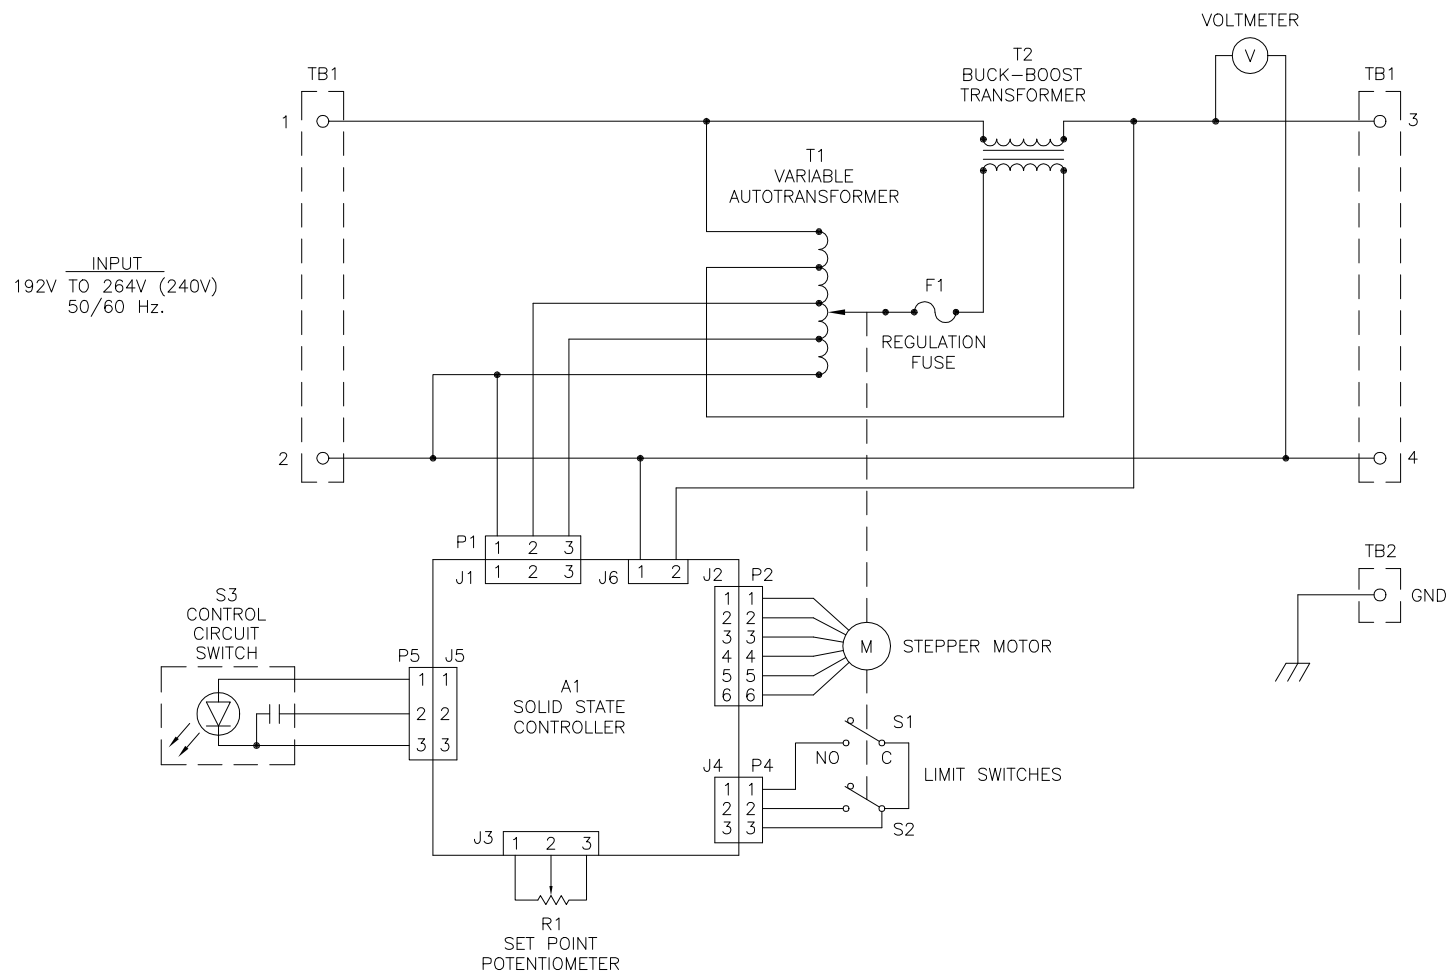 VOLTMETER
V
T2
BUCK-BOOST
TRANSFORMER
TB1
TB1
1
3
T1
VARIABLE
AUTOTRANSFORMER
INPUT
192V TO 264V (240V)
50/60 Hz.
F1
REGULATION
FUSE
2
4
P1
1 2 3
J1
1 2 3
J6
1 2
J2 P2
1 1
2 2
3 3
4 4
5 5
6 6
M
STEPPER MOTOR
TB2
GND
S3
CONTROL
CIRCUIT
SWITCH
P5 J5
1 1
2 2
3 3
A1
SOLID STATE
CONTROLLER
S1
NO C
LIMIT SWITCHES
J4 P4
1 1
2 2
3 3
S2
J3
1 2 3
R1
SET POINT
POTENTIOMETER